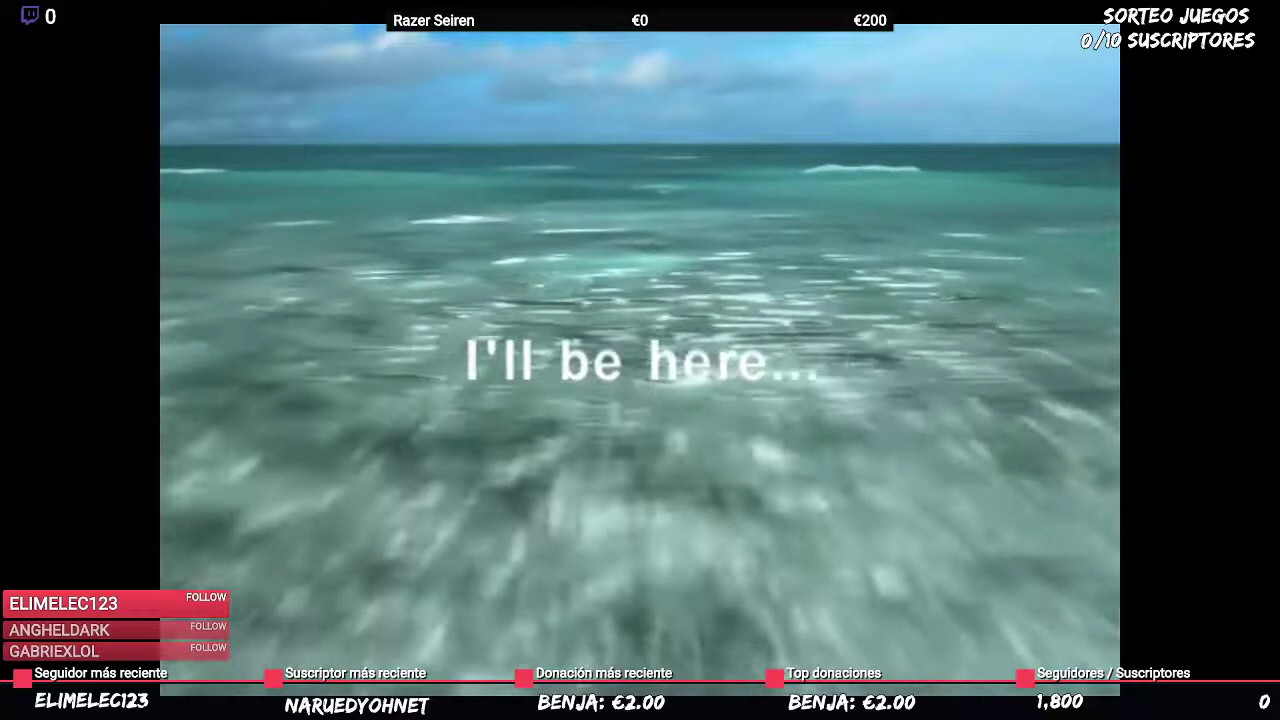 0
Razer Seiren €0 €200
SORTEO JUEGOS
0/10 SUSCRIPTORES
I'll be here...
ELIMELEC123 FOLLOW
ANGHELDARK FOLLOW
GABRIEXLOL FOLLOW
Seguidor más reciente Suscriptor más reciente Donación más reciente Top donaciones Seguidores / Suscriptores
ELIMELEC123 NARUEDYOHNET BENJA: €2.00 BENJA: €2.00 1,800 0